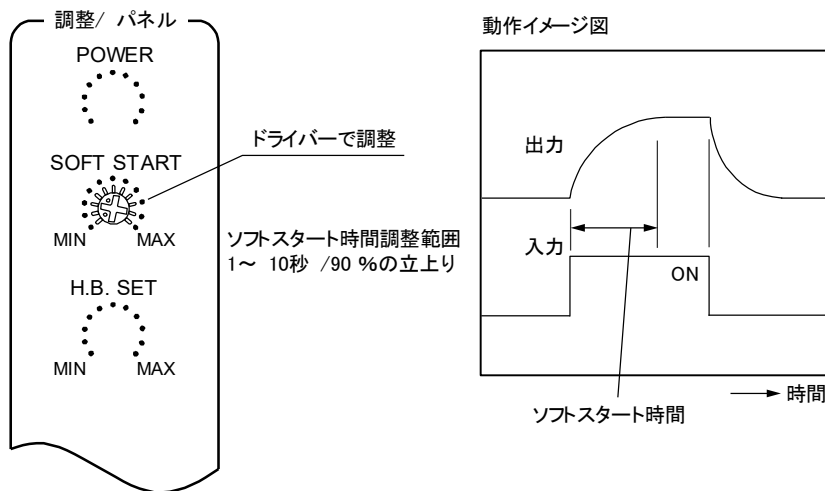 調整/ パネル
POWER
SOFT START
MIN MAX
H.B. SET
MIN MAX
ドライバーで調整
ソフトスタート時間調整範囲
1～ 10秒 /90 %の立上り
動作イメージ図
出力
入力
ON
時間
ソフトスタート時間